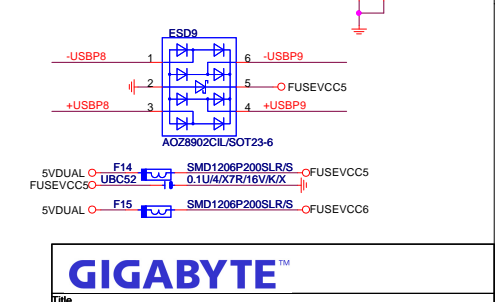 ESD9
-USBP8 1 6 -USBP9
2 5 FUSEVCC5
+USBP8 3 4 +USBP9
AOZ8902CIL/SOT23-6
5VDUAL F14 SMD1206P200SLR/S FUSEVCC5
FUSEVCC5 UBC52 0.1U/4/X7R/16V/K/X
5VDUAL F15 SMD1206P200SLR/S FUSEVCC6
GIGABYTE™
Title